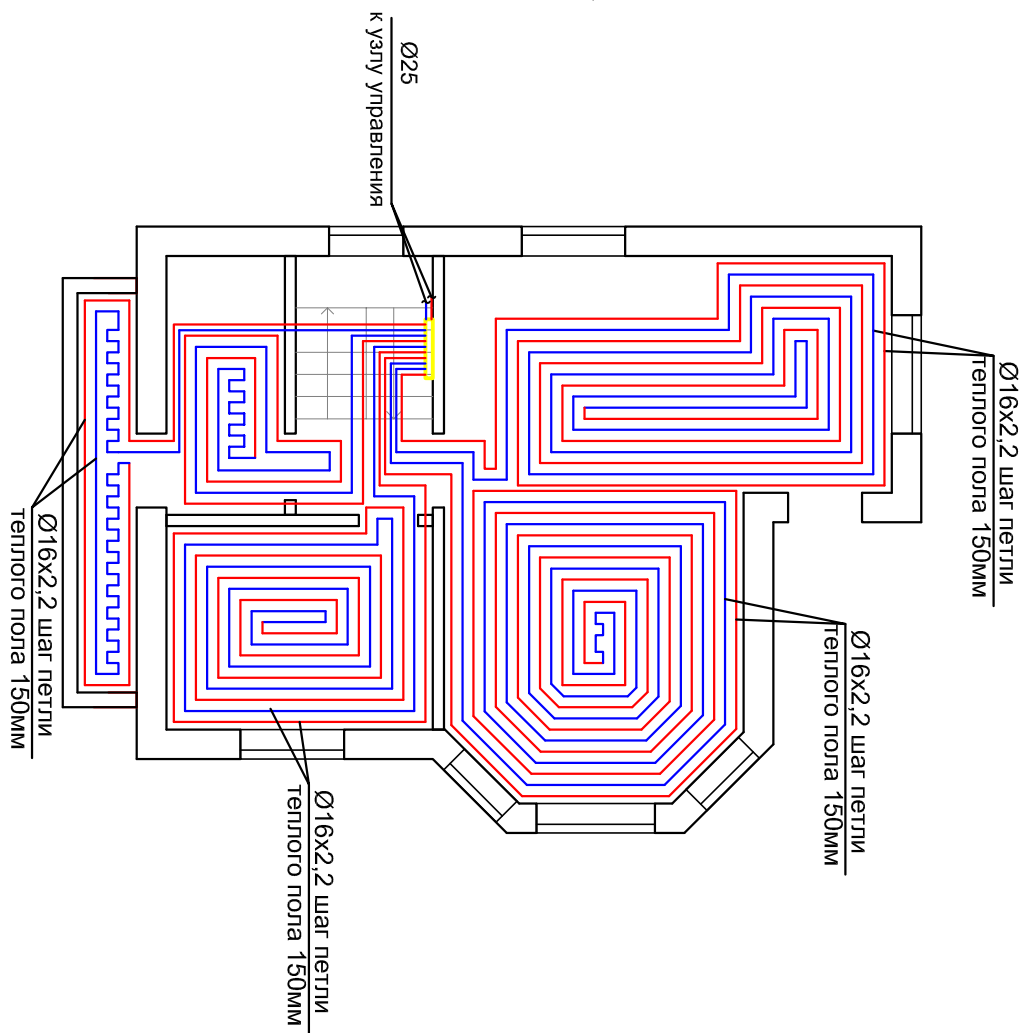 Ø25
к узлу управления
Ø16x2,2 шаг петли
теплого пола 150мм
Ø16x2,2 шаг петли
теплого пола 150мм
Ø16x2,2 шаг петли
теплого пола 150мм
Ø16x2,2 шаг петли
теплого пола 150мм